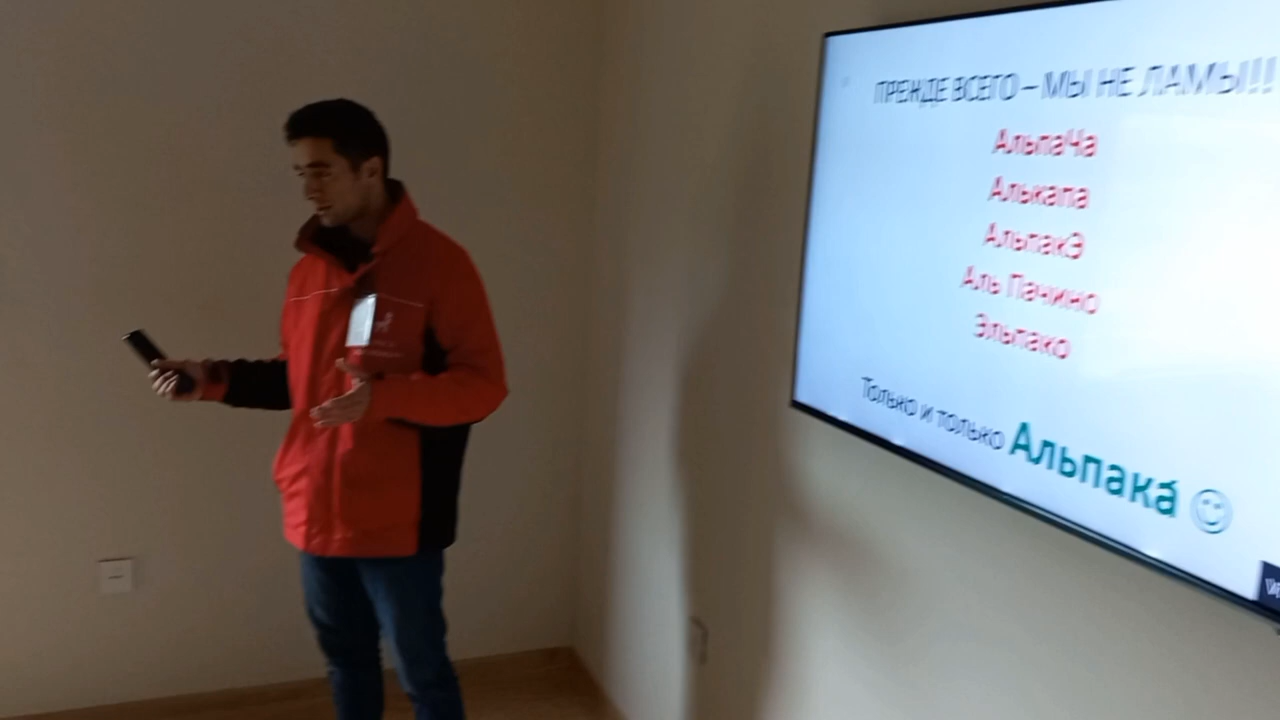 ПРЕЖДЕ ВСЕГО – МЫ НЕ ЛАМЫ!!
АльпаЧа
Алькапа
АльпакЭ
Аль Пачино
Эльпако
Только и только Альпака́ ☺